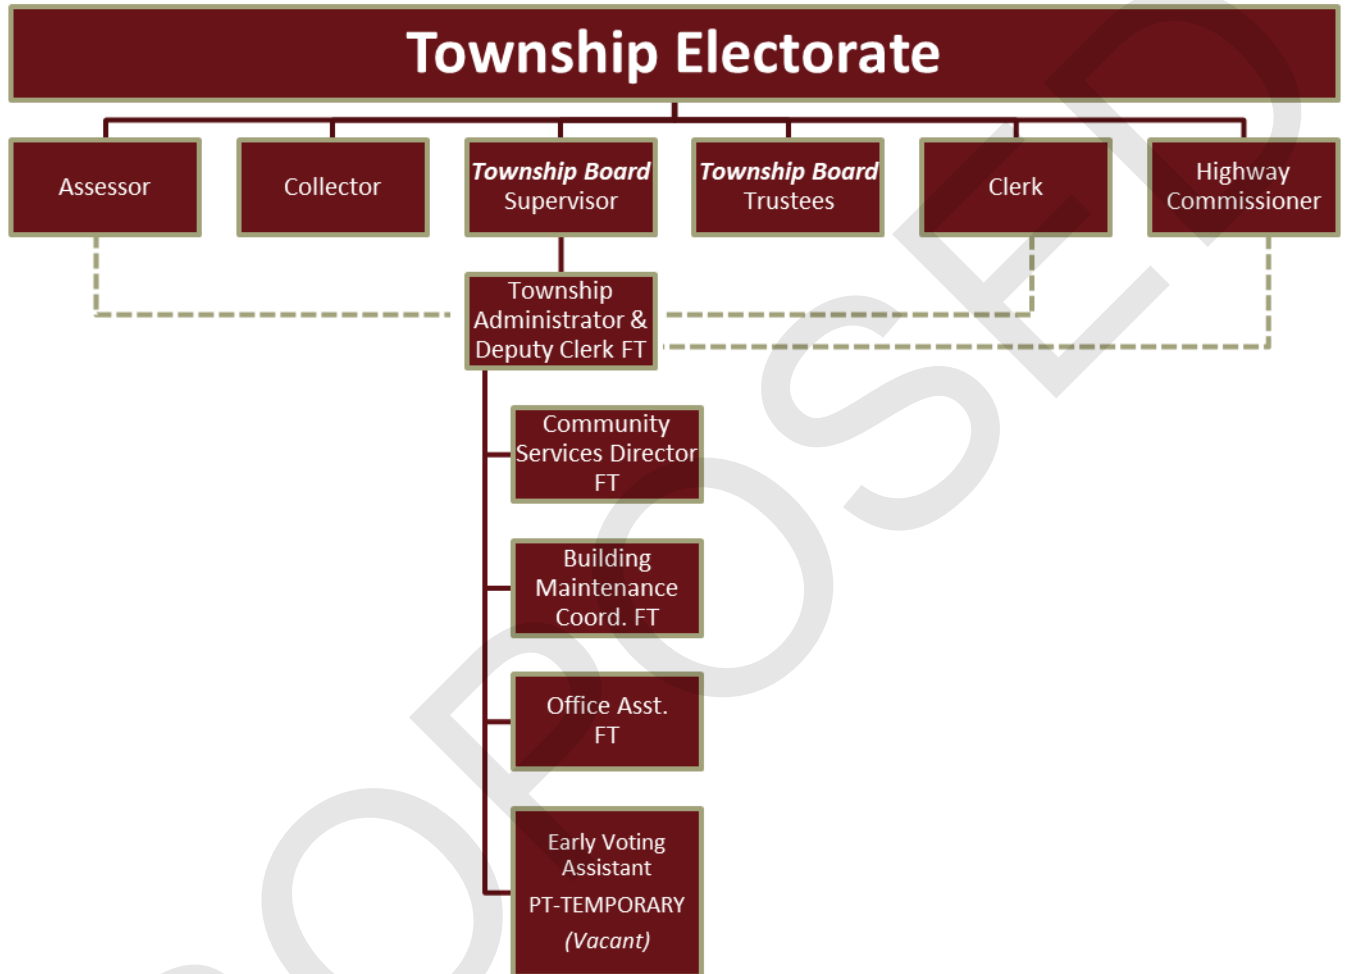 Township Electorate
Assessor
Collector
Township Board
Supervisor
Township Board
Trustees
Clerk
Highway
Commissioner
Township
Administrator &
Deputy Clerk FT
Community
Services Director
FT
Building
Maintenance
Coord. FT
Office Asst.
FT
Early Voting
Assistant
PT-TEMPORARY
(Vacant)
OPOSED